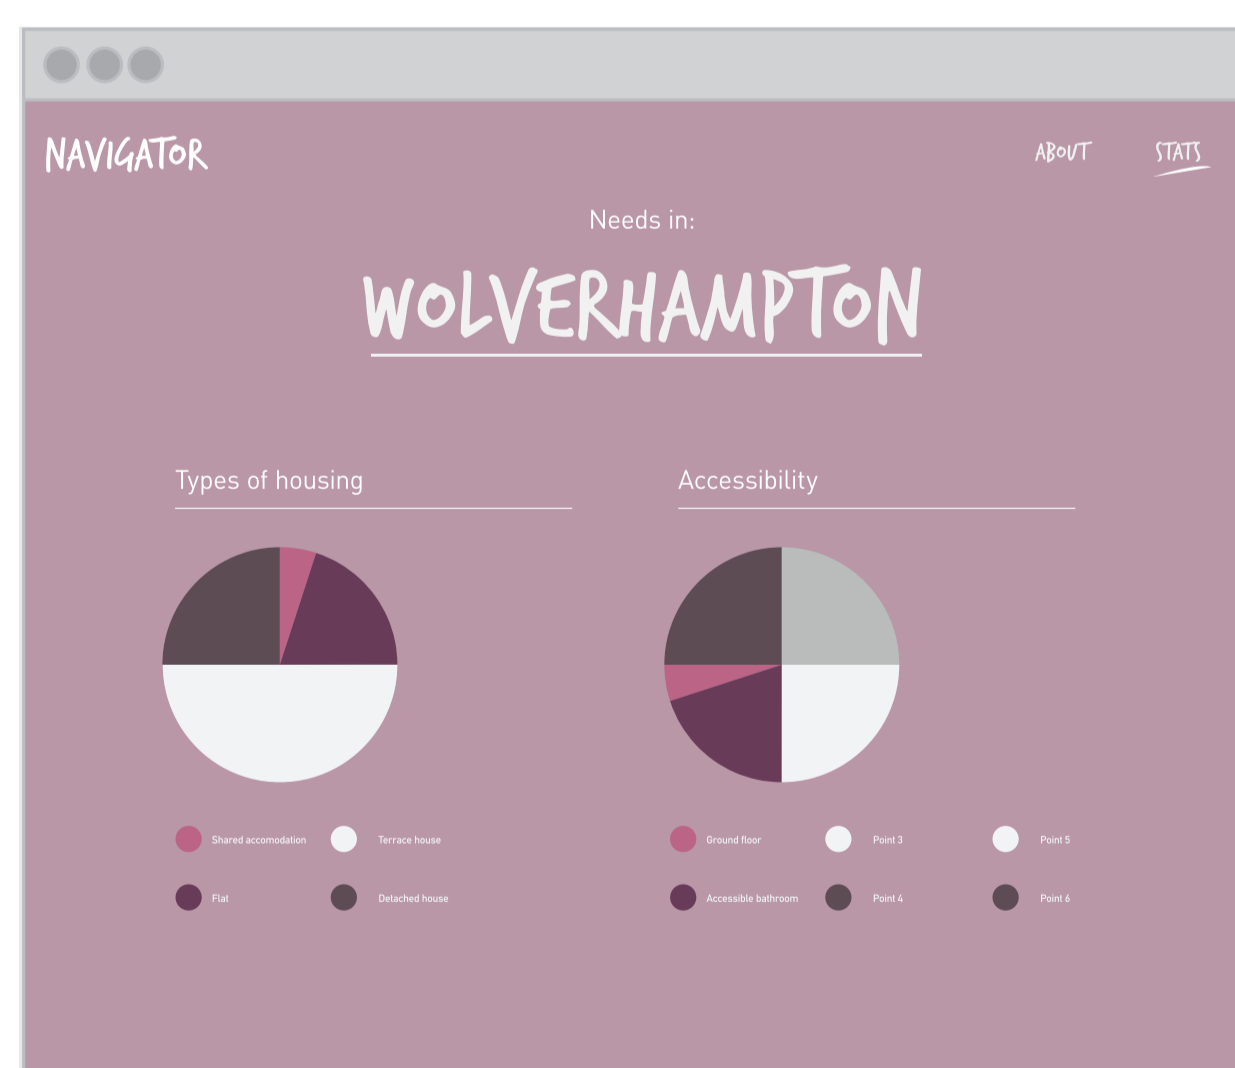 NAVIGATOR
ABOUT
STATS
Needs in:
WOLVERHAMPTON
Types of housing
Shared accomodation
Terrace house
Flat
Detached house
Accessibility
Ground floor
Point 3
Point 5
Accessible bathroom
Point 4
Point 6